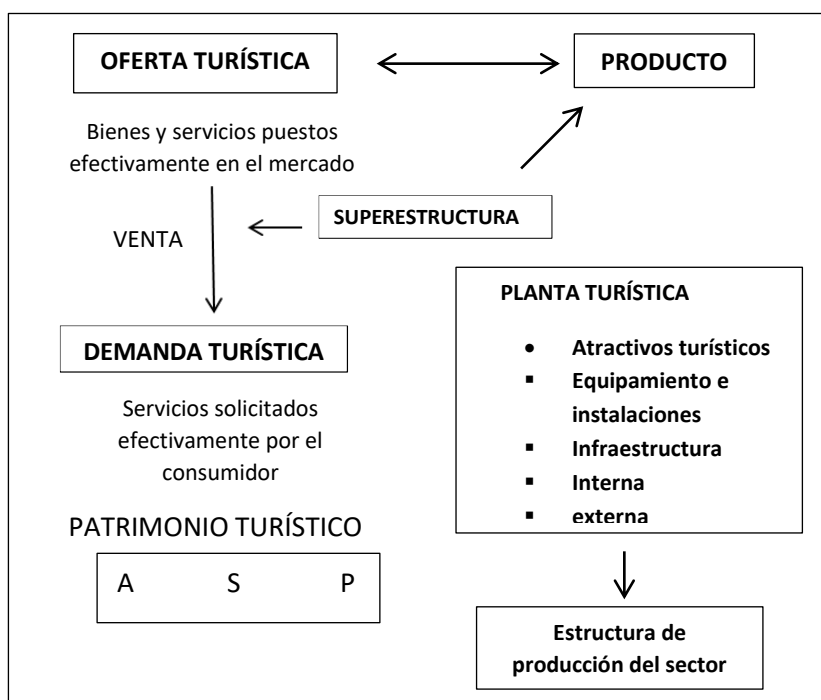 OFERTA TURÍSTICA
PRODUCTO
Bienes y servicios puestos
efectivamente en el mercado
SUPERESTRUCTURA
VENTA
PLANTA TURÍSTICA
• Atractivos turísticos
▪ Equipamiento e
instalaciones
▪ Infraestructura
▪ Interna
▪ externa
DEMANDA TURÍSTICA
Servicios solicitados
efectivamente por el
consumidor
PATRIMONIO TURÍSTICO
A S P
Estructura de
producción del sector